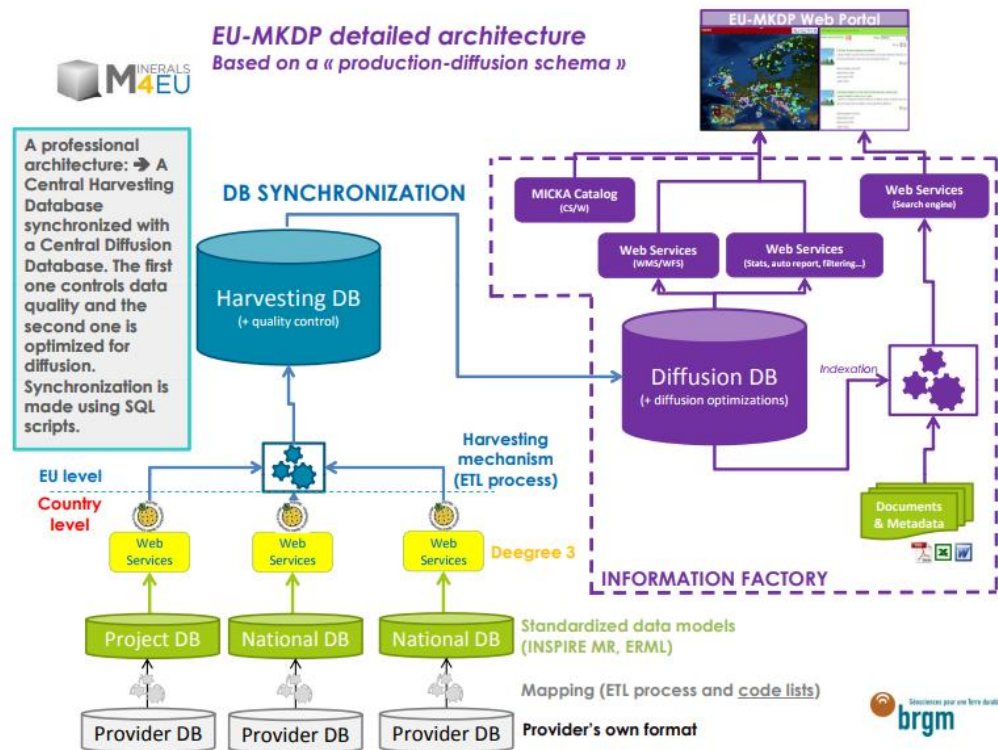 EU-MKDP detailed architecture
Based on a « production-diffusion schema »
EU-MKDP Web Portal
MINERALS
M4EU
A professional
architecture: ➔ A
Central Harvesting
Database
synchronized with
a Central Diffusion
Database. The first
one controls data
quality and the
second one is
optimized for
diffusion.
Synchronization is
made using SQL
scripts.
DB SYNCHRONIZATION
MICKA Catalog
(CS/W)
Web Services
(Search engine)
Web Services
(WMS/WFS)
Web Services
(Stats, auto report, filtering...)
Harvesting DB
(+ quality control)
Diffusion DB
(+ diffusion optimizations)
Indexation
Harvesting
mechanism
(ETL process)
EU level
Country
level
Documents
& Metadata
Web
Services
Web
Services
Web
Services
Deegree 3
INFORMATION FACTORY
Project DB
National DB
National DB
Standardized data models
(INSPIRE MR, ERML)
Mapping (ETL process and code lists)
Provider DB
Provider DB
Provider DB
Provider's own format
Géosciences pour une Terre durable
brgm